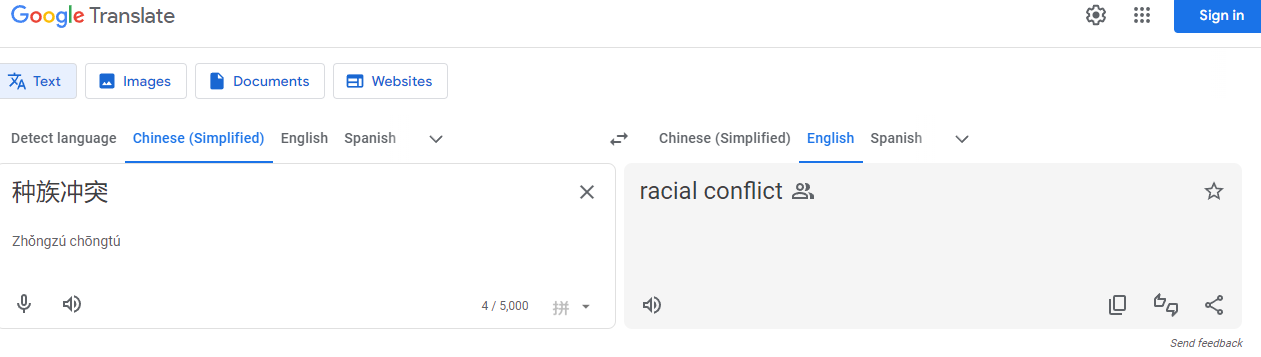 Google Translate
Sign in
Text Images Documents Websites
Detect language Chinese (Simplified) English Spanish
Chinese (Simplified) English Spanish
种族冲突
Zhǒngzú chōngtú
4 / 5,000
拼
racial conflict
Send feedback